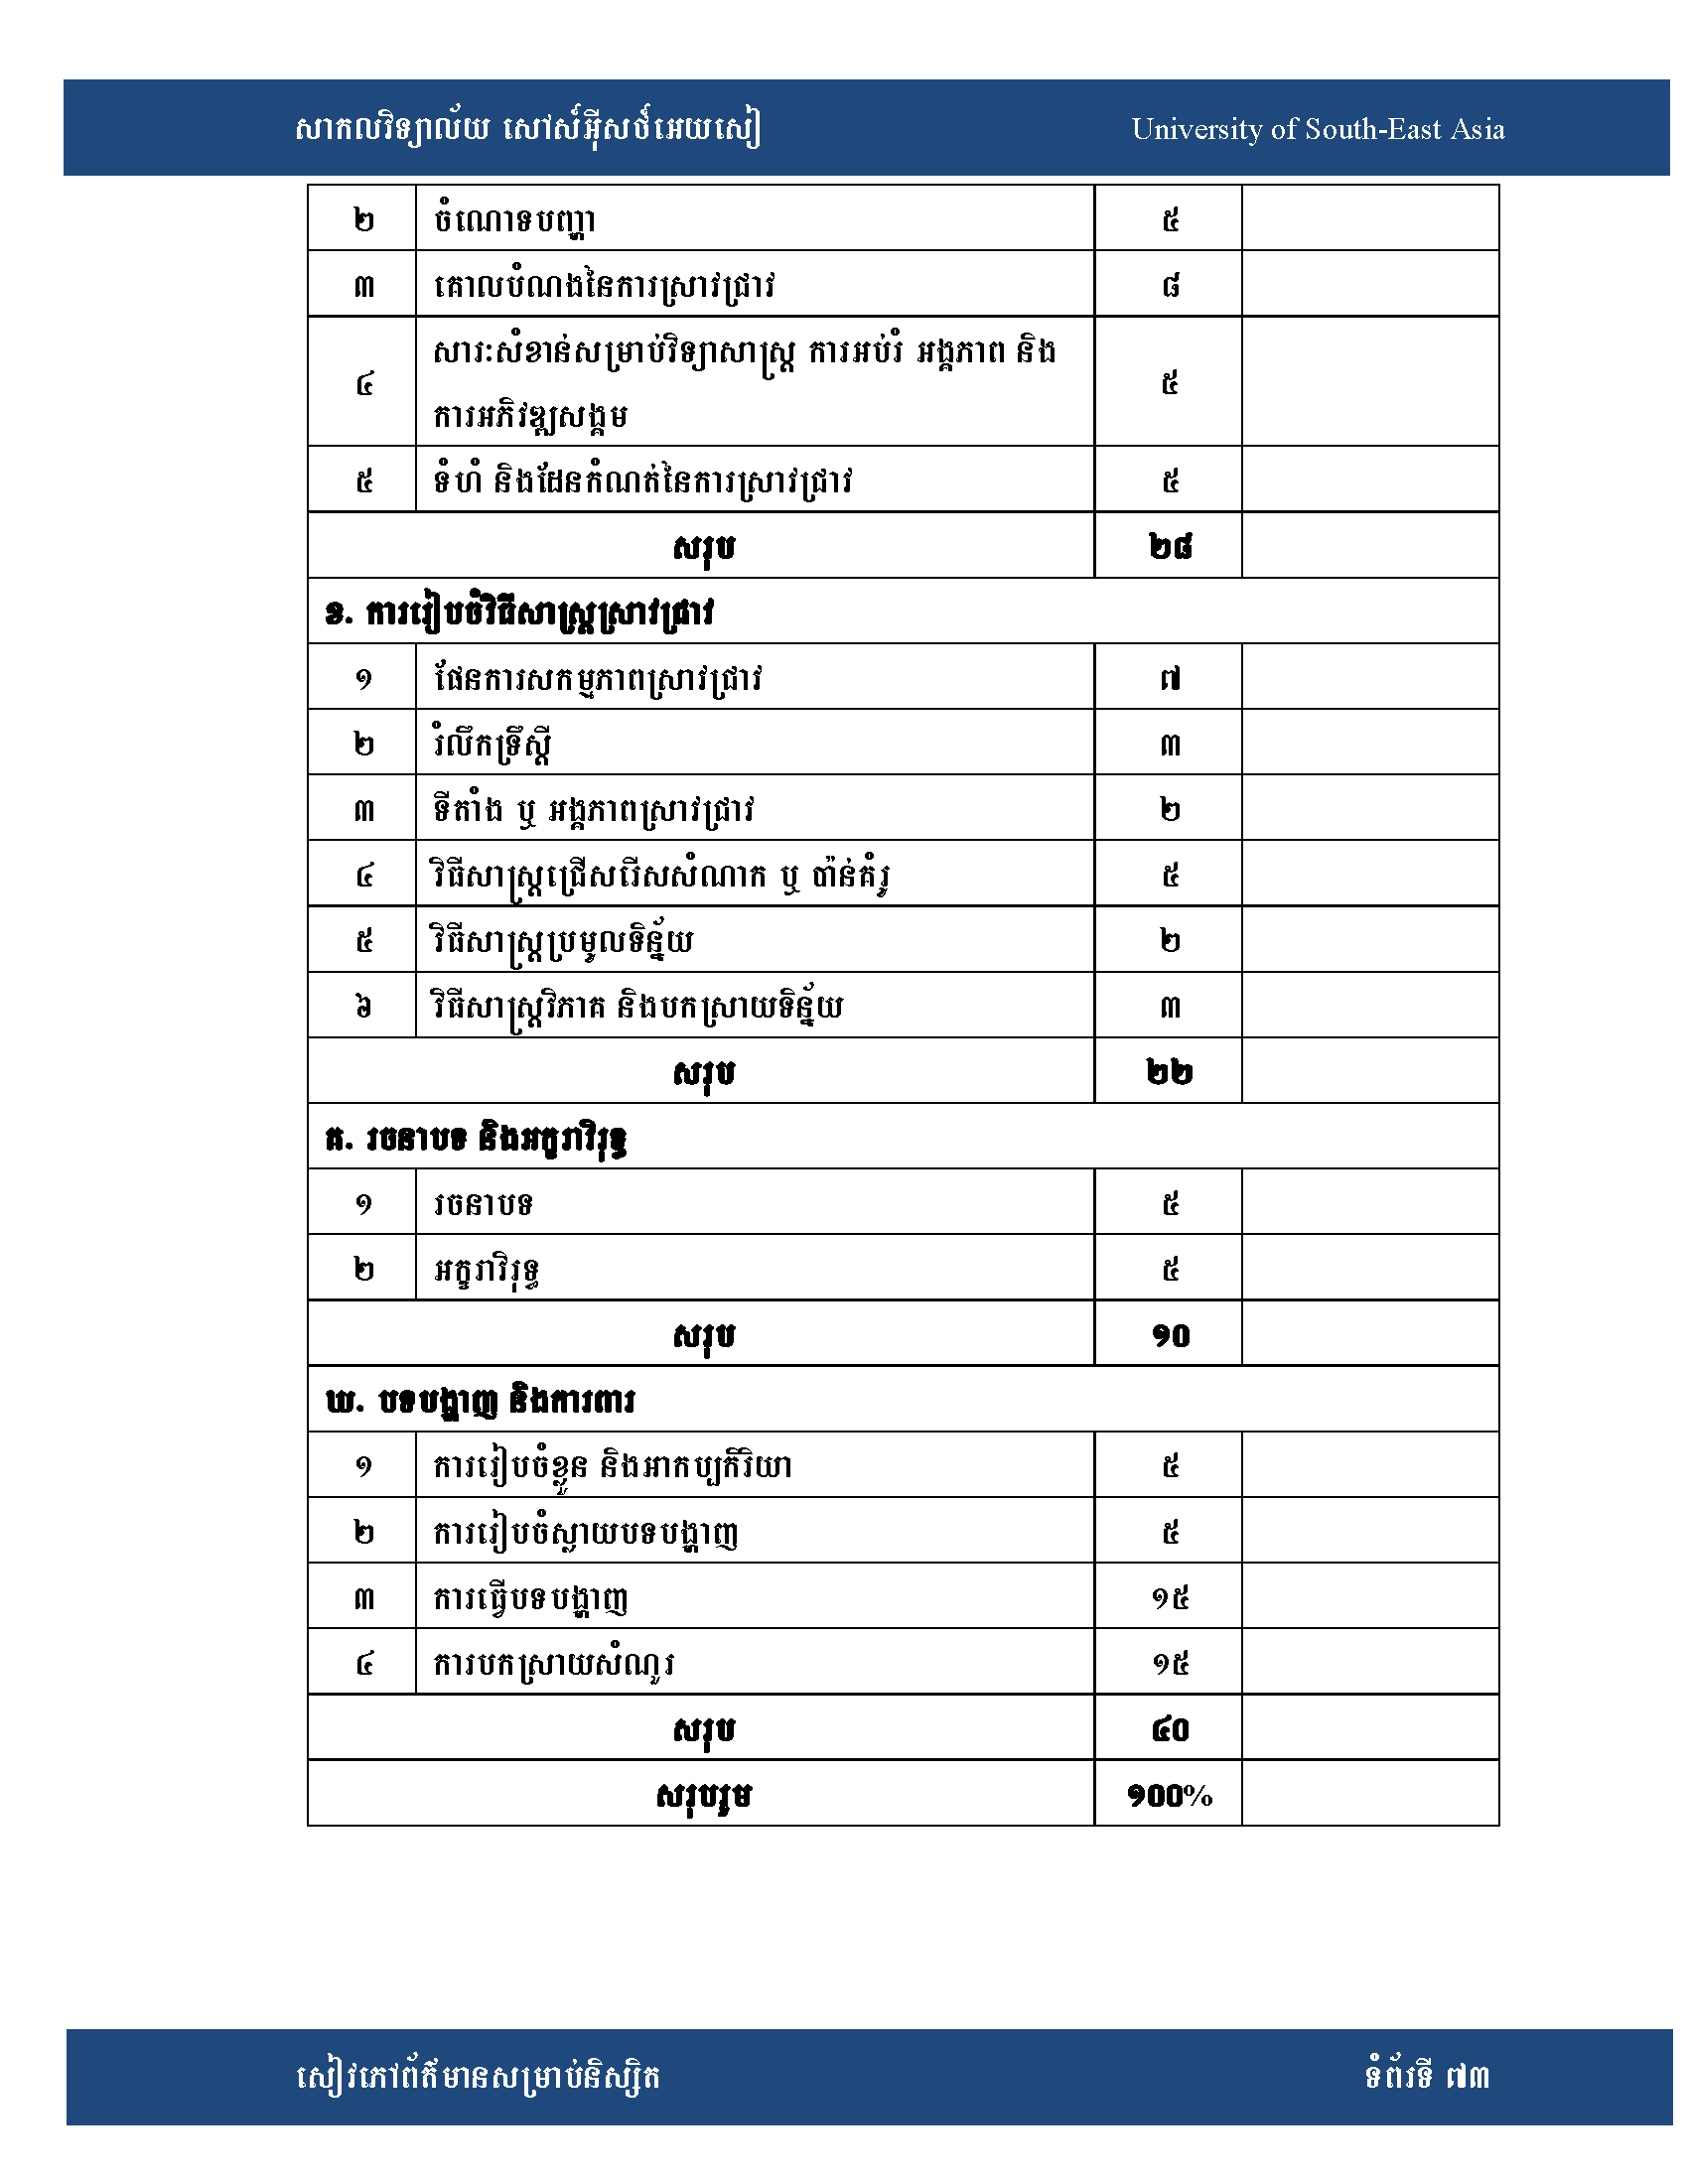 សាកលវិទ្យាល័យ សៅស៍អ៊ីសថ៍អេយសៀ University of South-East Asia
២ ចំណោទបញ្ហា ៥
៣ គោលបំណងនៃការស្រាវជ្រាវ ៨
សារៈសំខាន់សម្រាប់វិទ្យាសាស្ត្រ ការអប់រំ អង្គភាព និង
៤ ៥
ការអភិវឌ្ឍសង្គម
៥ ទំហំ និងដែនកំណត់នៃការស្រាវជ្រាវ ៥
សរុប ២៨
ខ. ការរៀបចំវិធីសាស្ត្រស្រាវជ្រាវ
១ ផែនការសកម្មភាពស្រាវជ្រាវ ៧
២ រំលឹកទ្រឹស្តី ៣
៣ ទីតាំង ឬ អង្គភាពស្រាវជ្រាវ ២
៤ វិធីសាស្ត្រជ្រើសរើសសំណាក ឬ ប៉ាន់គំរូ ៥
៥ វិធីសាស្ត្រប្រមូលទិន្ន័យ ២
៦ វិធីសាស្ត្រវិភាគ និងបកស្រាយទិន្ន័យ ៣
សរុប ២២
គ. រចនាបទ និងអក្ខរាវិរុទ្ធ
១ រចនាបទ ៥
២ អក្ខរាវិរុទ្ធ ៥
សរុប ១០
ឃ. បទបង្ហាញ និងការពារ
១ ការរៀបចំខ្លួន និងអាកប្បកិរិយា ៥
២ ការរៀបចំស្លាយបទបង្ហាញ ៥
៣ ការធ្វើបទបង្ហាញ ១៥
៤ ការបកស្រាយសំណួរ ១៥
សរុប ៤០
សរុបរួម ១០០%
សៀវភៅព័ត៌មានសម្រាប់និស្សិត ទំព័រទី ៧៣